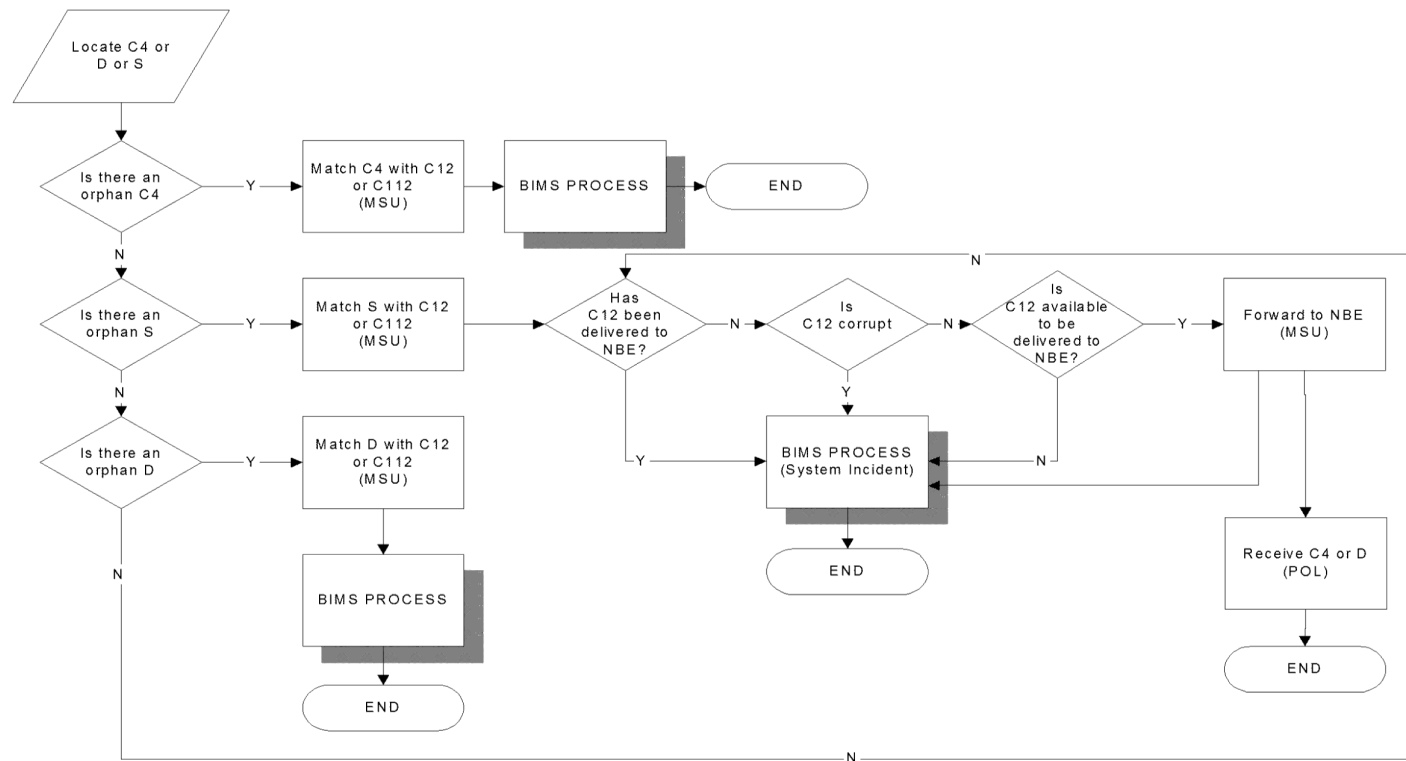 Locate C4 or
D or S
Is there an
orphan C4
Y
Match C4 with C12
or C112
(MSU)
BIMS PROCESS
END
N
N
Is there an
orphan S
Y
Match S with C12
or C112
(MSU)
Has
C12 been
delivered to
NBE?
N
Is
C12 corrupt
N
Is
C12 available
to be
delivered to
NBE?
Y
Forward to NBE
(MSU)
N
Y
Is there an
orphan D
Y
Match D with C12
or C112
(MSU)
Y
BIMS PROCESS
(System Incident)
N
Receive C4 or D
(POL)
N
BIMS PROCESS
END
END
END
N